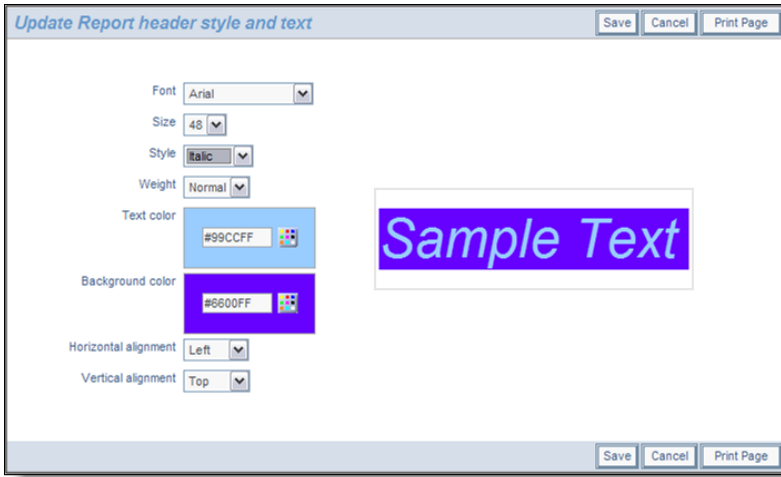 Update Report header style and text
Save Cancel Print Page
Font Arial
Size 48
Style Italic
Weight Normal
Text color
#99CCFF
Background color
#6600FF
Horizontal alignment Left
Vertical alignment Top
Sample Text
Save Cancel Print Page